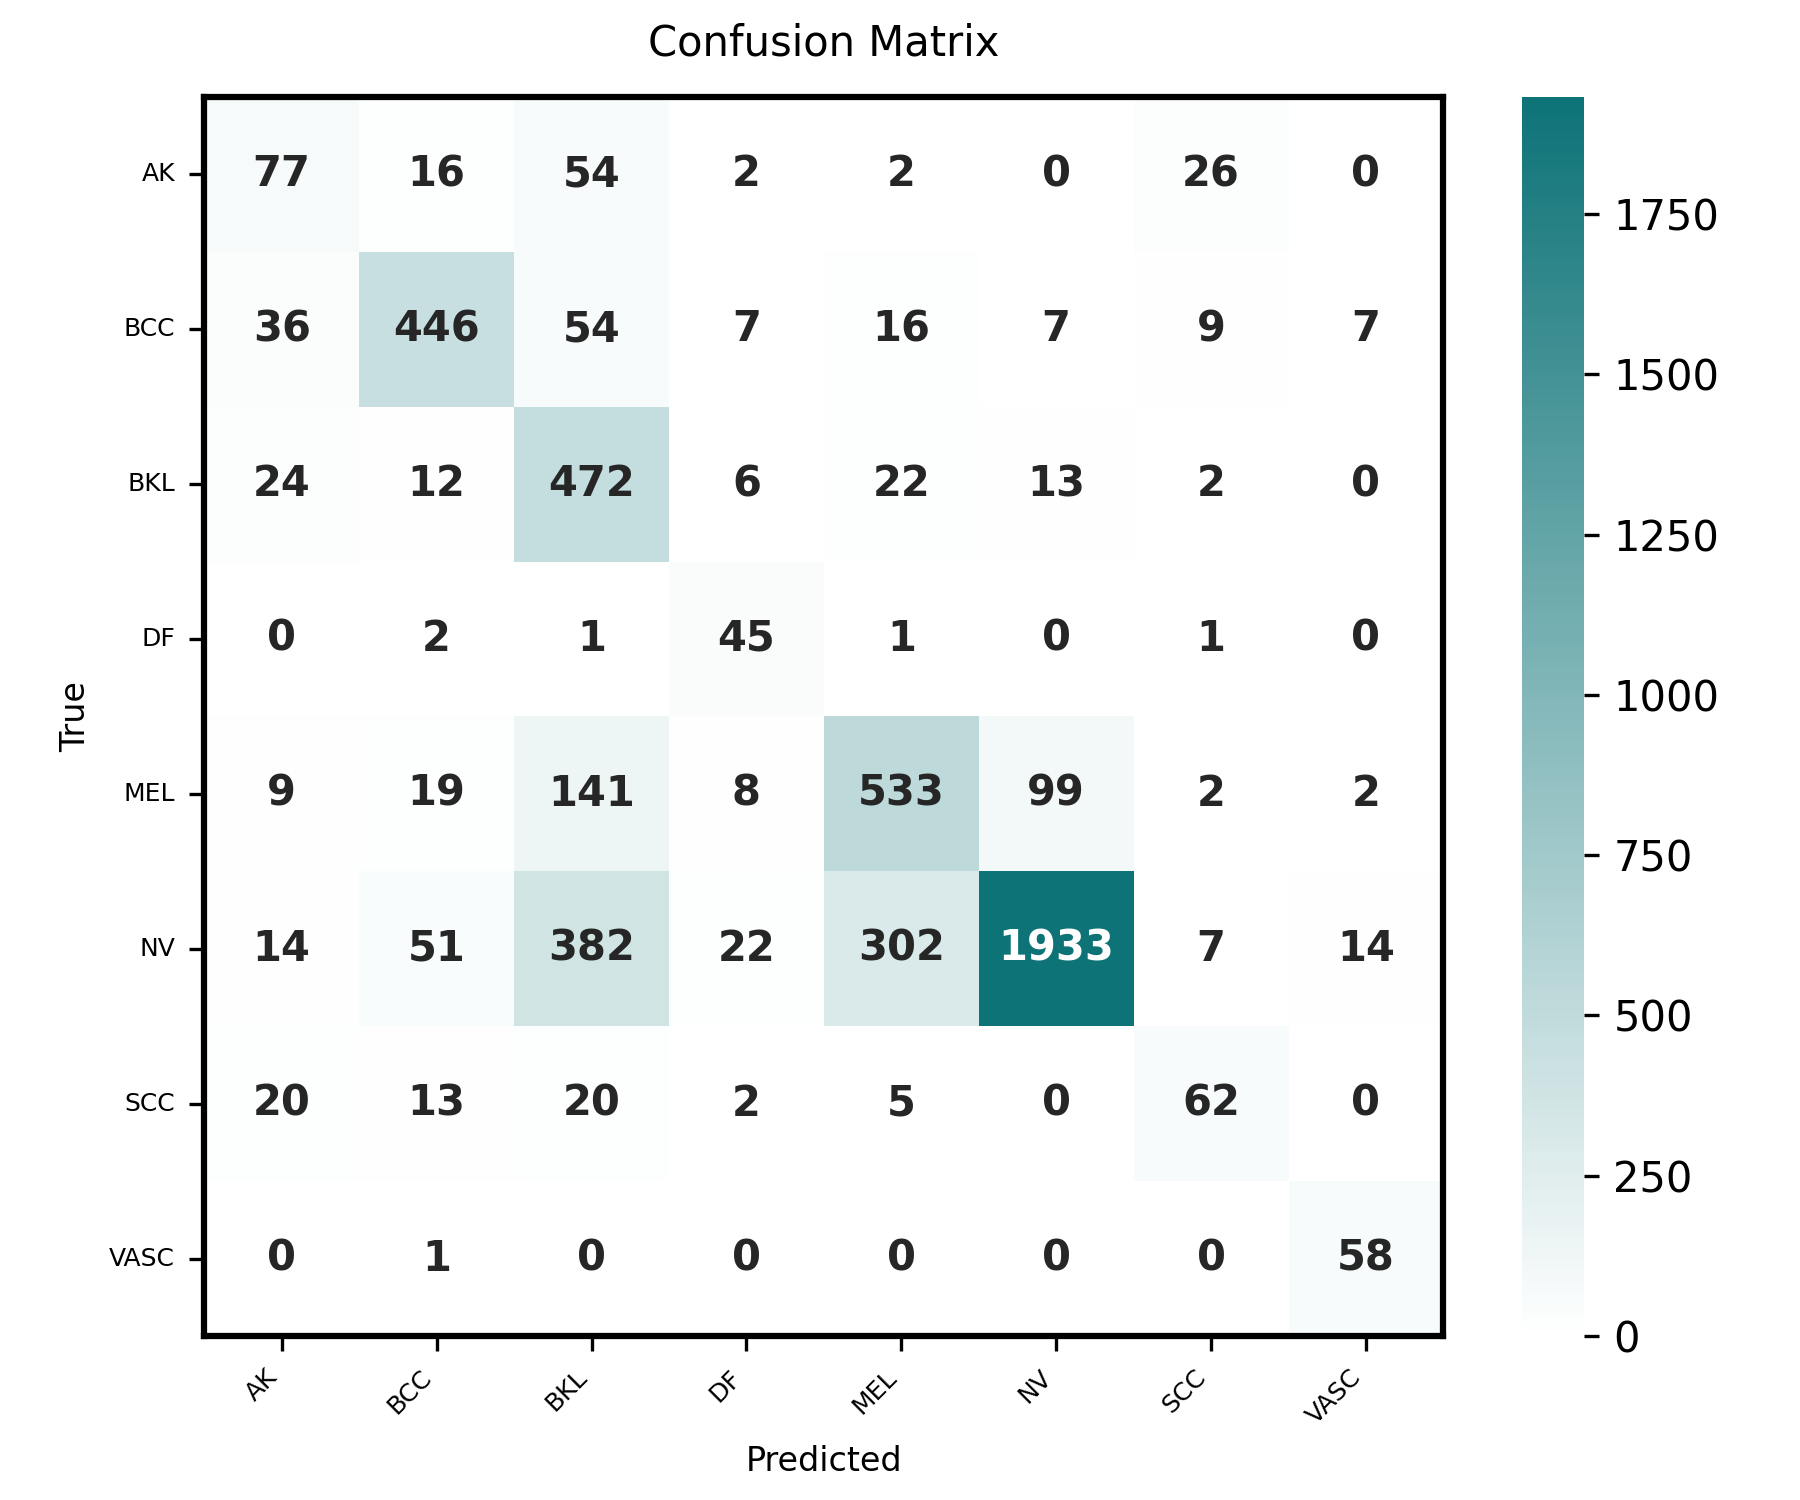 Confusion Matrix
AK 77 16 54 2 2 0 26 0
BCC 36 446 54 7 16 7 9 7
BKL 24 12 472 6 22 13 2 0
DF 0 2 1 45 1 0 1 0
MEL 9 19 141 8 533 99 2 2
NV 14 51 382 22 302 1933 7 14
SCC 20 13 20 2 5 0 62 0
VASC 0 1 0 0 0 0 0 58
True
AK BCC BKL DF MEL NV SCC VASC
Predicted
1750
1500
1250
1000
750
500
250
0